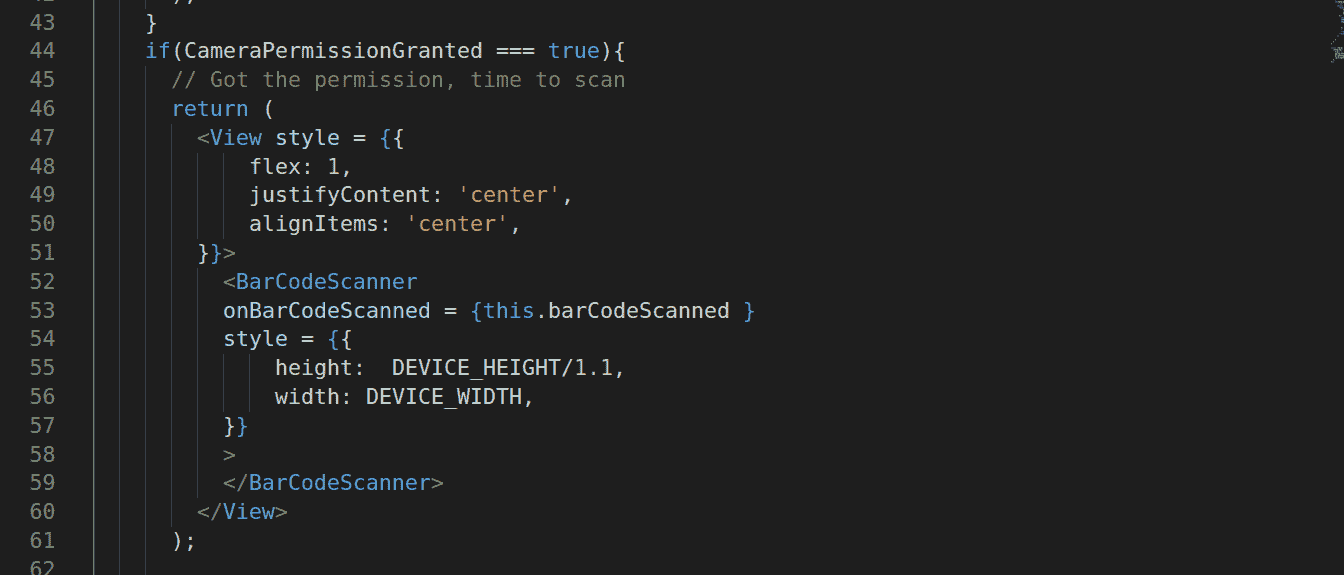 43 }
44 if(CameraPermissionGranted === true){
45 // Got the permission, time to scan
46 return (
47 <View style = {{
48 flex: 1,
49 justifyContent: 'center',
50 alignItems: 'center',
51 }}>
52 <BarCodeScanner
53 onBarCodeScanned = {this.barCodeScanned }
54 style = {{
55 height:  DEVICE_HEIGHT/1.1,
56 width: DEVICE_WIDTH,
57 }}
58 >
59 </BarCodeScanner>
60 </View>
61 );
62